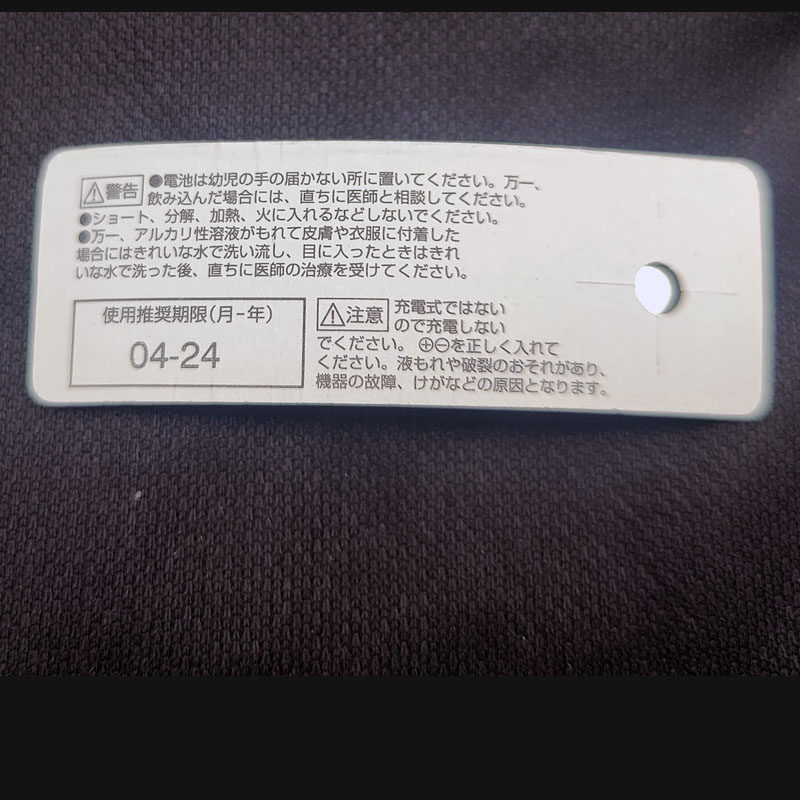 ⚠警告 ●電池は幼児の手の届かない所に置いてください。万一、
飲み込んだ場合には、直ちに医師と相談してください。
●ショート、分解、加熱、火に入れるなどしないでください。
●万一、アルカリ性溶液がもれて皮膚や衣服に付着した
場合にはきれいな水で洗い流し、目に入ったときはきれ
いな水で洗った後、直ちに医師の治療を受けてください。
使用推奨期限(月-年)
04-24
⚠注意 充電式ではない
ので充電しない
でください。⊕⊖を正しく入れて
ください。液もれや破裂のおそれがあり、
機器の故障、けがなどの原因となります。